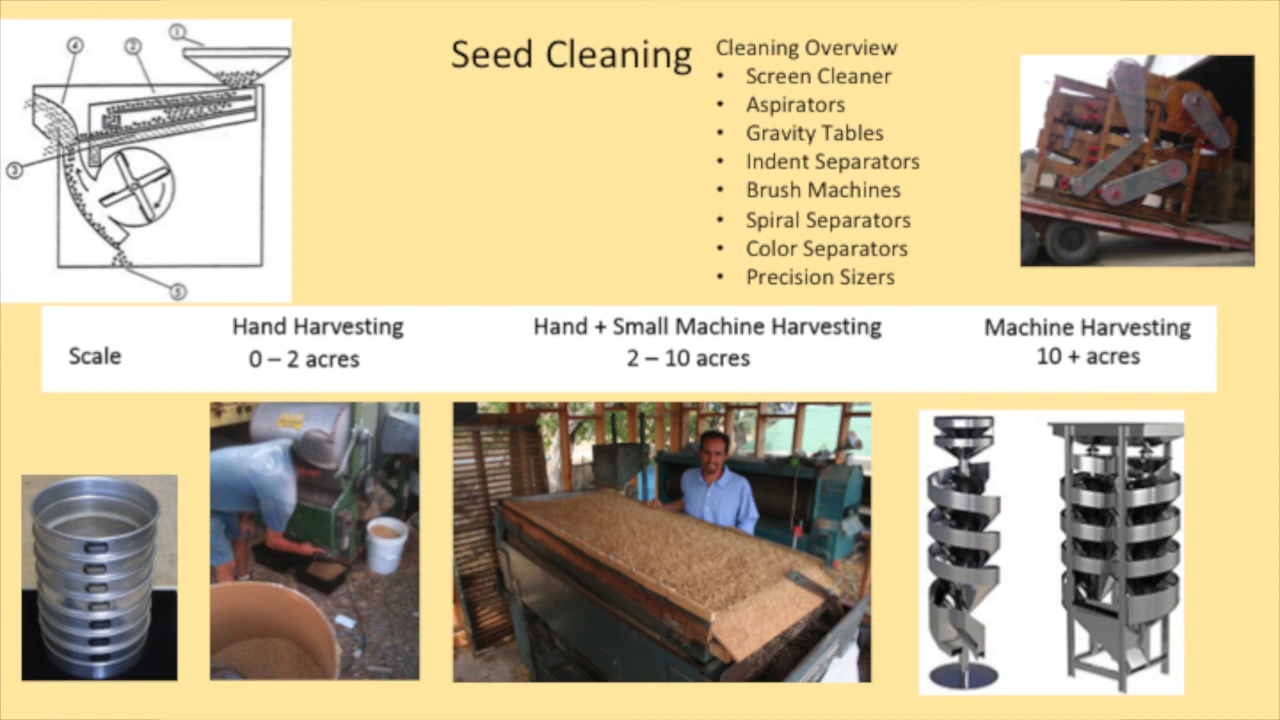 1
2
4
3
5
Seed Cleaning
Cleaning Overview
• Screen Cleaner
• Aspirators
• Gravity Tables
• Indent Separators
• Brush Machines
• Spiral Separators
• Color Separators
• Precision Sizers
Scale
Hand Harvesting
0 – 2 acres
Hand + Small Machine Harvesting
2 – 10 acres
Machine Harvesting
10 + acres